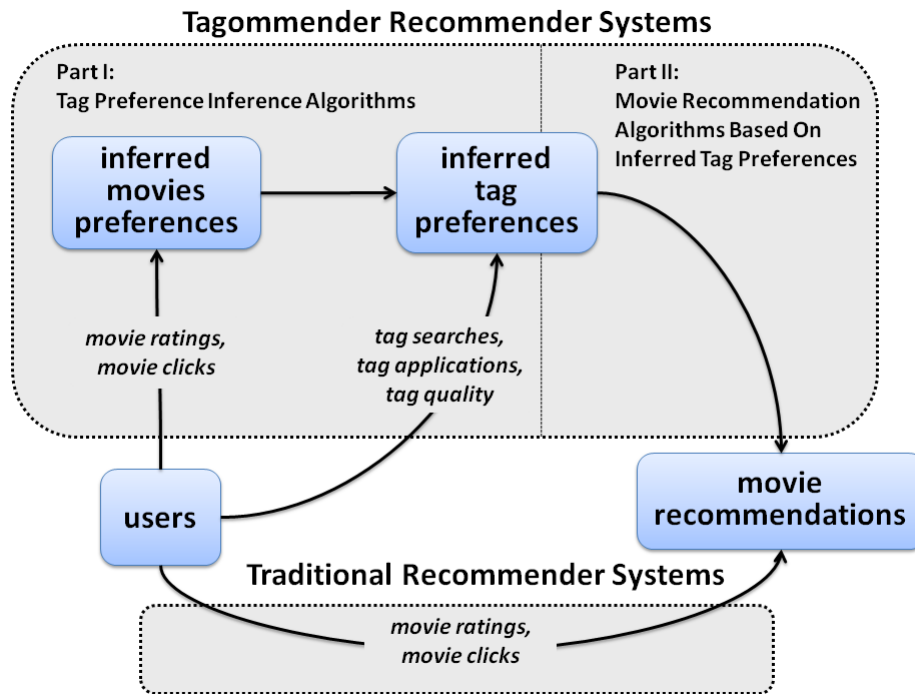 Tagommender Recommender Systems
Part I:
Tag Preference Inference Algorithms
Part II:
Movie Recommendation
Algorithms Based On
Inferred Tag Preferences
inferred
movies
preferences
inferred
tag
preferences
movie ratings,
movie clicks
tag searches,
tag applications,
tag quality
users
movie
recommendations
Traditional Recommender Systems
movie ratings,
movie clicks